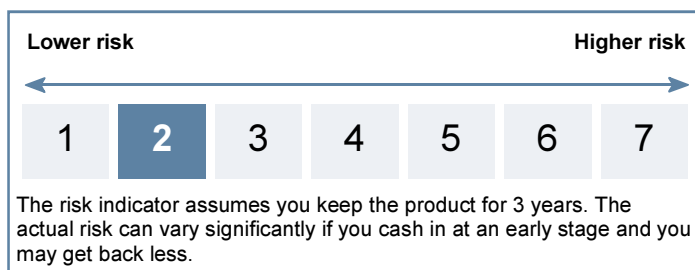 Lower risk Higher risk
1 2 3 4 5 6 7
The risk indicator assumes you keep the product for 3 years. The
actual risk can vary significantly if you cash in at an early stage and you
may get back less.